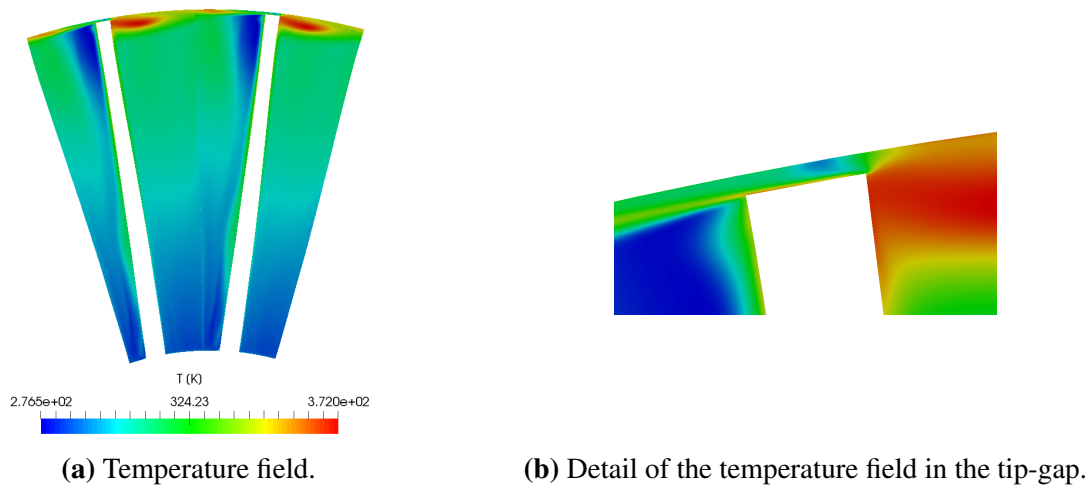 T (K)
2.765e+02 324.23 3.720e+02
(a) Temperature field.
(b) Detail of the temperature field in the tip-gap.